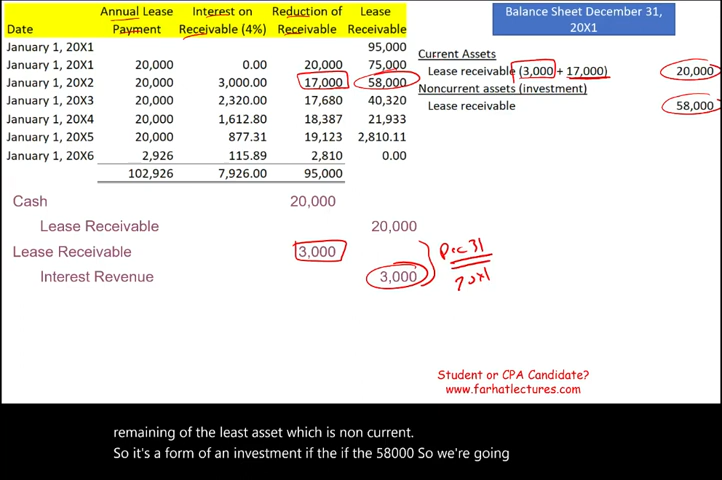 Annual Lease Interest on Reduction of Lease
Date Payment Receivable (4%) Receivable Receivable
January 1, 20X1 95,000
January 1, 20X1 20,000 0.00 20,000 75,000
January 1, 20X2 20,000 3,000.00 17,000 58,000
January 1, 20X3 20,000 2,320.00 17,680 40,320
January 1, 20X4 20,000 1,612.80 18,387 21,933
January 1, 20X5 20,000 877.31 19,123 2,810.11
January 1, 20X6 2,926 115.89 2,810 0.00
102,926 7,926.00 95,000
Balance Sheet December 31,
20X1
Current Assets
Lease receivable (3,000 + 17,000) 20,000
Noncurrent assets (investment)
Lease receivable 58,000
Cash 20,000
Lease Receivable 20,000
Lease Receivable 3,000
Interest Revenue 3,000
Dec 31
20X1
Student or CPA Candidate?
www.farhatlectures.com
remaining of the least asset which is non current.
So it's a form of an investment if the if the 58000 So we're going